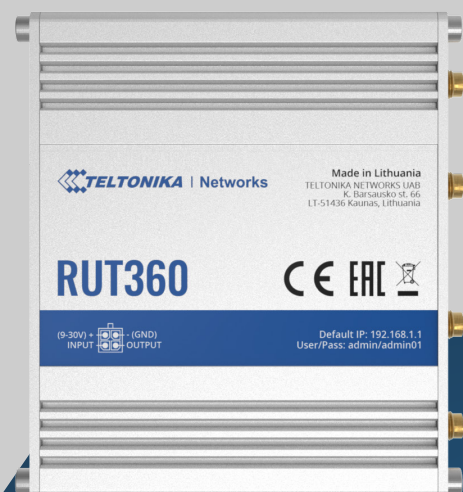 TELTONIKA | Networks
Made in Lithuania
TELTONIKA NETWORKS UAB
K. Barsausko st. 66
LT-51436 Kaunas, Lithuania
RUT360
CE EAC
(9-30V) + - (GND)
INPUT OUTPUT
Default IP: 192.168.1.1
User/Pass: admin/admin01